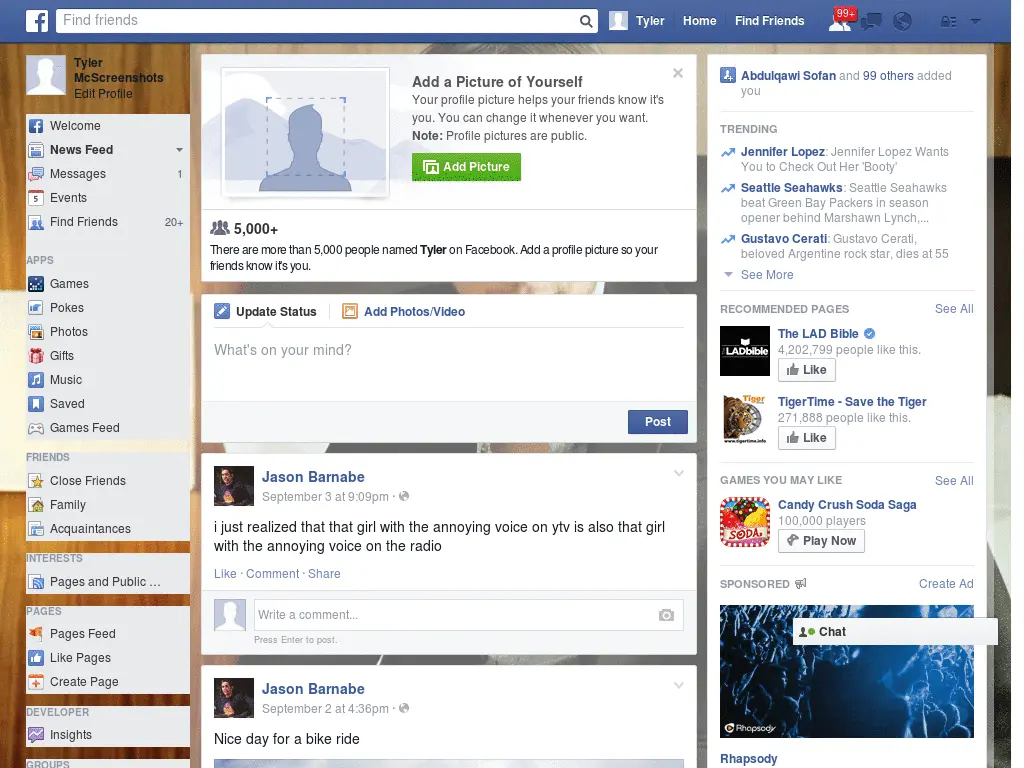 Find friends
Tyler
Home
Find Friends
99+
Tyler
McScreenshots
Edit Profile
Welcome
News Feed
Messages 1
Events
Find Friends 20+
APPS
Games
Pokes
Photos
Gifts
Music
Saved
Games Feed
FRIENDS
Close Friends
Family
Acquaintances
INTERESTS
Pages and Public ...
PAGES
Pages Feed
Like Pages
Create Page
DEVELOPER
Insights
GROUPS
Add a Picture of Yourself
Your profile picture helps your friends know it's
you. You can change it whenever you want.
Note: Profile pictures are public.
Add Picture
5,000+
There are more than 5,000 people named Tyler on Facebook. Add a profile picture so your
friends know it's you.
Update Status
Add Photos/Video
What's on your mind?
Post
Jason Barnabe
September 3 at 9:09pm ·
i just realized that that girl with the annoying voice on ytv is also that girl
with the annoying voice on the radio
Like · Comment · Share
Write a comment...
Press Enter to post.
Jason Barnabe
September 2 at 4:36pm ·
Nice day for a bike ride
Abdulqawi Sofan and 99 others added
you
TRENDING
Jennifer Lopez: Jennifer Lopez Wants
You to Check Out Her 'Booty'
Seattle Seahawks: Seattle Seahawks
beat Green Bay Packers in season
opener behind Marshawn Lynch,...
Gustavo Cerati: Gustavo Cerati,
beloved Argentine rock star, dies at 55
See More
RECOMMENDED PAGES See All
THE LADbible
The LAD Bible
4,202,799 people like this.
Like
Tiger
www.tigertime.info
TigerTime - Save the Tiger
271,888 people like this.
Like
GAMES YOU MAY LIKE See All
SODA
Candy Crush Soda Saga
100,000 players
Play Now
SPONSORED Create Ad
Chat
Rhapsody
Rhapsody